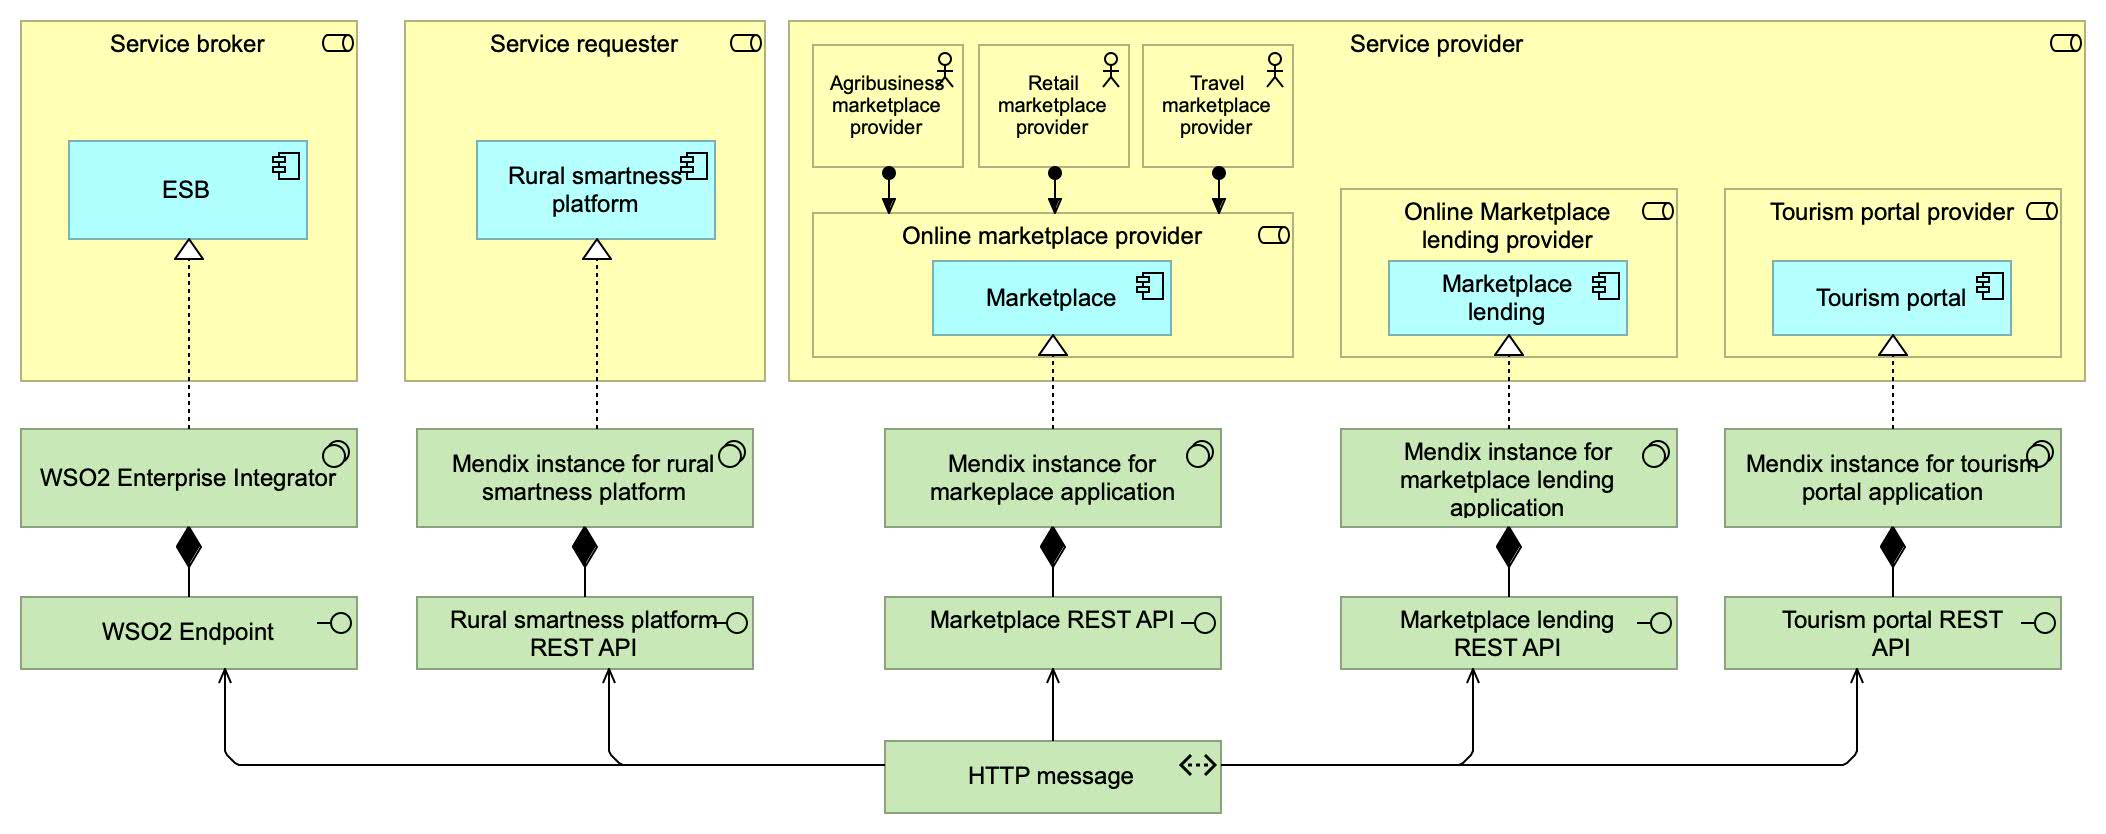 Service broker
Service requester
Service provider
Agribusiness
marketplace
provider
Retail
marketplace
provider
Travel
marketplace
provider
ESB
Rural smartness
platform
Online marketplace provider
Marketplace
Online Marketplace
lending provider
Marketplace
lending
Tourism portal provider
Tourism portal
WSO2 Enterprise Integrator
Mendix instance for rural
smartness platform
Mendix instance for
markeplace application
Mendix instance for
marketplace lending
application
Mendix instance for tourism
portal application
WSO2 Endpoint
Rural smartness platform
REST API
Marketplace REST API
Marketplace lending
REST API
Tourism portal REST
API
HTTP message